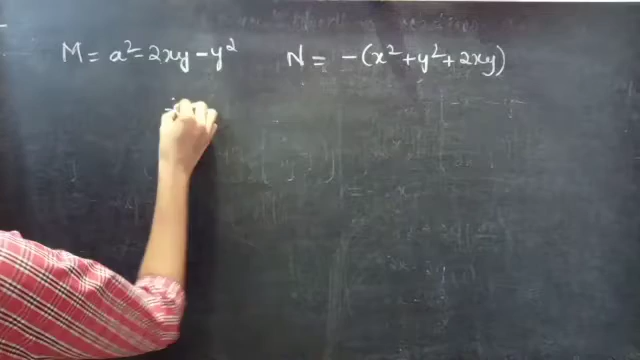 M = a² - 2xy - y² N = -(x² + y² + 2xy)